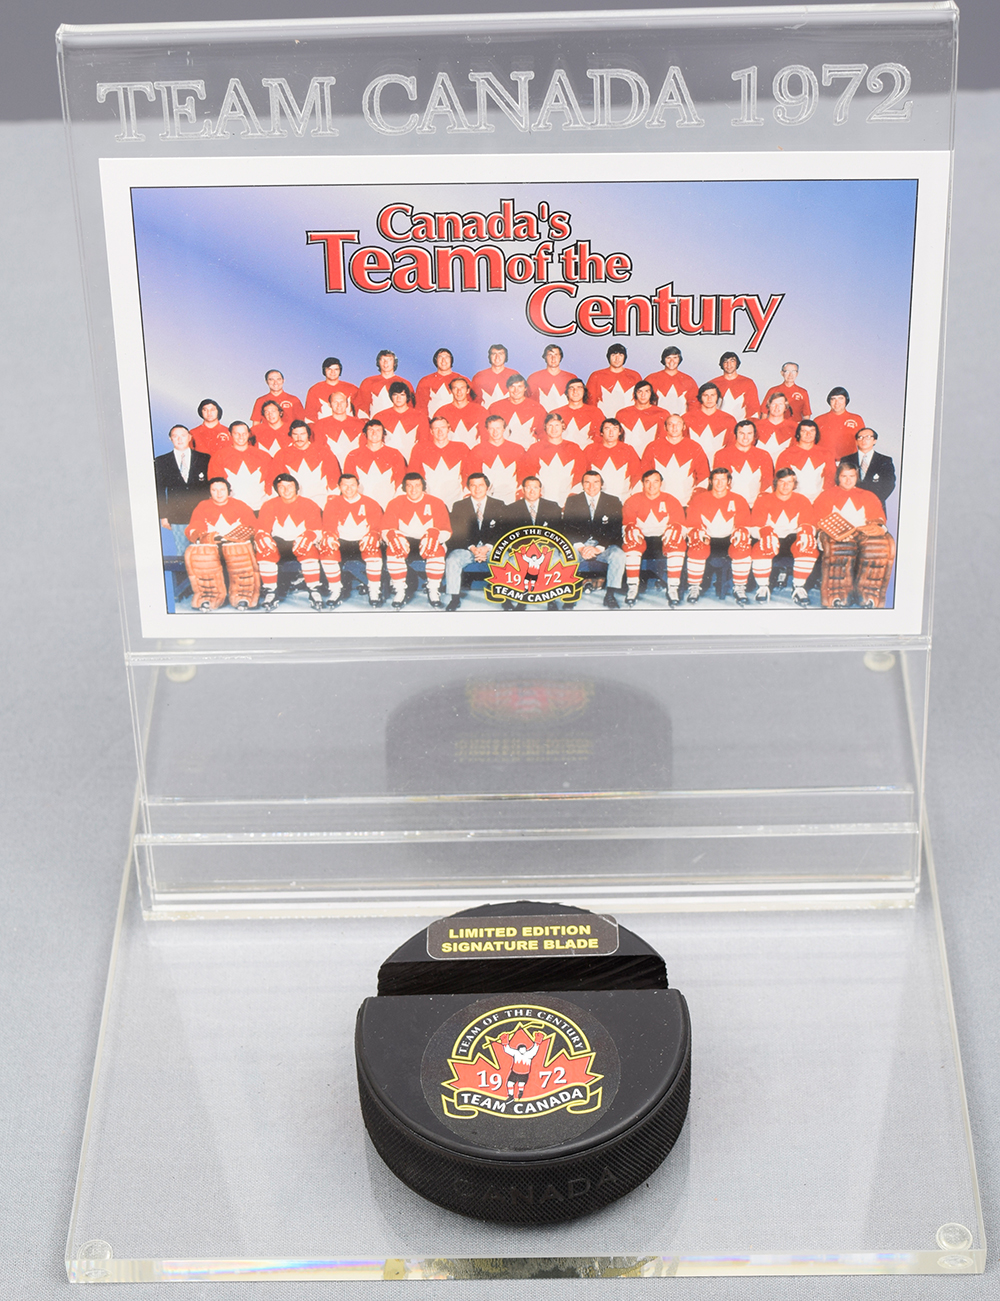 TEAM CANADA 1972
Canada's
Team of the
Century
TEAM OF THE CENTURY
19 72
TEAM CANADA
LIMITED EDITION
SIGNATURE BLADE
TEAM OF THE CENTURY
19 72
TEAM CANADA
CANADA